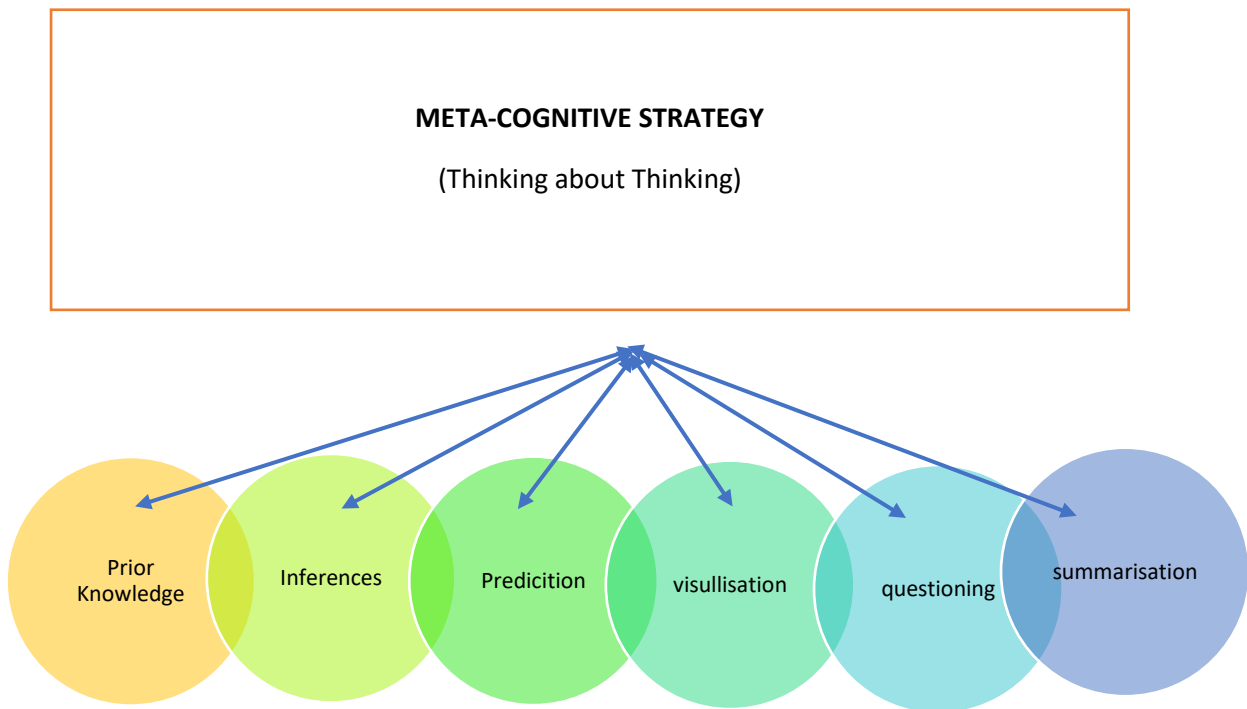 META-COGNITIVE STRATEGY
(Thinking about Thinking)
Prior
Knowledge
Inferences
Predicition
visullisation
questioning
summarisation